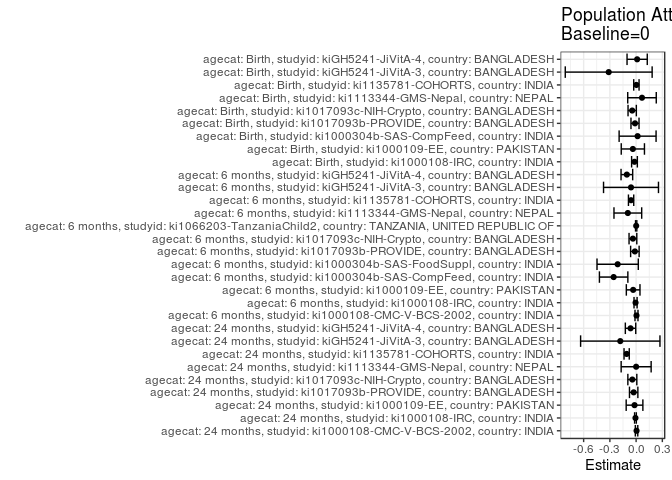 Population Att
Baseline=0
agecat: Birth, studyid: kiGH5241-JiVitA-4, country: BANGLADESH
agecat: Birth, studyid: kiGH5241-JiVitA-3, country: BANGLADESH
agecat: Birth, studyid: ki1135781-COHORTS, country: INDIA
agecat: Birth, studyid: ki1113344-GMS-Nepal, country: NEPAL
agecat: Birth, studyid: ki1017093c-NIH-Crypto, country: BANGLADESH
agecat: Birth, studyid: ki1017093b-PROVIDE, country: BANGLADESH
agecat: Birth, studyid: ki1000304b-SAS-CompFeed, country: INDIA
agecat: Birth, studyid: ki1000109-EE, country: PAKISTAN
agecat: Birth, studyid: ki1000108-IRC, country: INDIA
agecat: 6 months, studyid: kiGH5241-JiVitA-4, country: BANGLADESH
agecat: 6 months, studyid: kiGH5241-JiVitA-3, country: BANGLADESH
agecat: 6 months, studyid: ki1135781-COHORTS, country: INDIA
agecat: 6 months, studyid: ki1113344-GMS-Nepal, country: NEPAL
agecat: 6 months, studyid: ki1066203-TanzaniaChild2, country: TANZANIA, UNITED REPUBLIC OF
agecat: 6 months, studyid: ki1017093c-NIH-Crypto, country: BANGLADESH
agecat: 6 months, studyid: ki1017093b-PROVIDE, country: BANGLADESH
agecat: 6 months, studyid: ki1000304b-SAS-FoodSuppl, country: INDIA
agecat: 6 months, studyid: ki1000304b-SAS-CompFeed, country: INDIA
agecat: 6 months, studyid: ki1000109-EE, country: PAKISTAN
agecat: 6 months, studyid: ki1000108-IRC, country: INDIA
agecat: 6 months, studyid: ki1000108-CMC-V-BCS-2002, country: INDIA
agecat: 24 months, studyid: kiGH5241-JiVitA-4, country: BANGLADESH
agecat: 24 months, studyid: kiGH5241-JiVitA-3, country: BANGLADESH
agecat: 24 months, studyid: ki1135781-COHORTS, country: INDIA
agecat: 24 months, studyid: ki1113344-GMS-Nepal, country: NEPAL
agecat: 24 months, studyid: ki1017093c-NIH-Crypto, country: BANGLADESH
agecat: 24 months, studyid: ki1017093b-PROVIDE, country: BANGLADESH
agecat: 24 months, studyid: ki1000109-EE, country: PAKISTAN
agecat: 24 months, studyid: ki1000108-IRC, country: INDIA
agecat: 24 months, studyid: ki1000108-CMC-V-BCS-2002, country: INDIA
-0.6 -0.3 0.0 0.3
Estimate